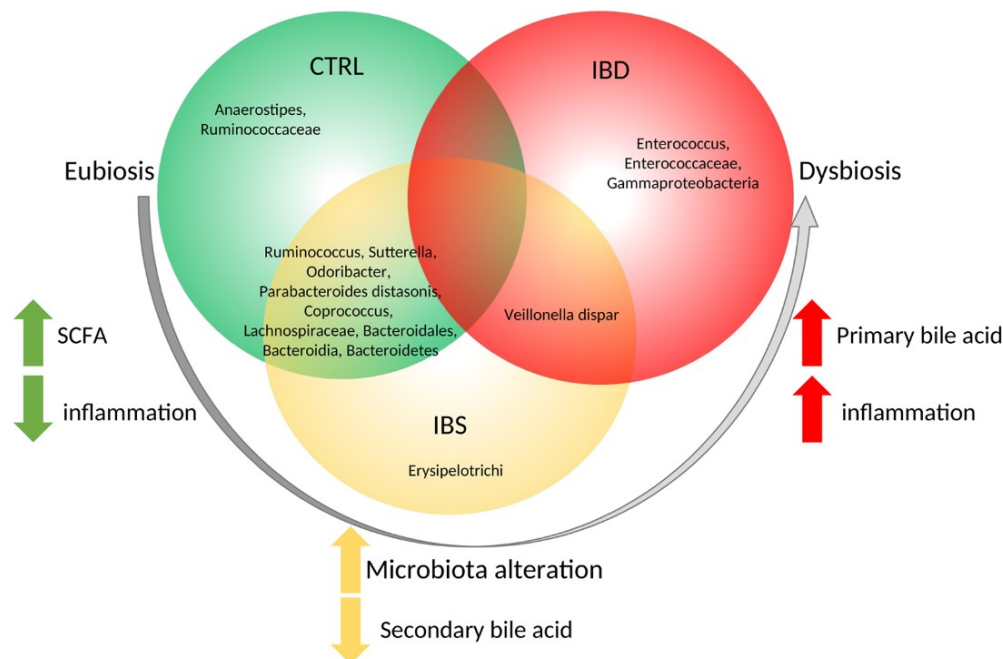 CTRL
IBD
Anaerostipes,
Ruminococcaceae
Enterococcus,
Enterococcaceae,
Gammaproteobacteria
Eubiosis
Dysbiosis
Ruminococcus, Sutterella,
Odoribacter,
Parabacteroides distasonis,
Coprococcus,
Lachnospiraceae, Bacteroidales,
Bacteroidia, Bacteroidetes
Veillonella dispar
SCFA
inflammation
Primary bile acid
inflammation
IBS
Erysipelotrichi
Microbiota alteration
Secondary bile acid